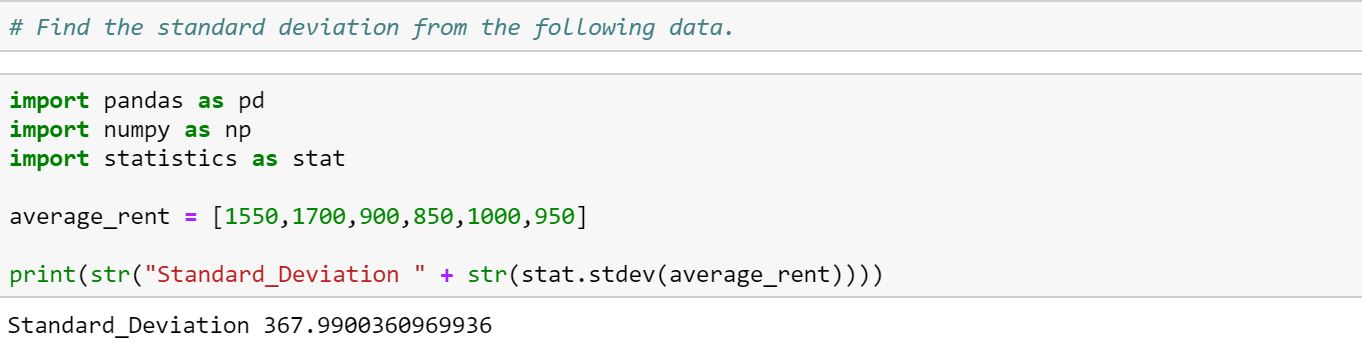 # Find the standard deviation from the following data.
import pandas as pd
import numpy as np
import statistics as stat
average_rent = [1550,1700,900,850,1000,950]
print(str("Standard_Deviation " + str(stat.stdev(average_rent))))
Standard_Deviation 367.9900360969936